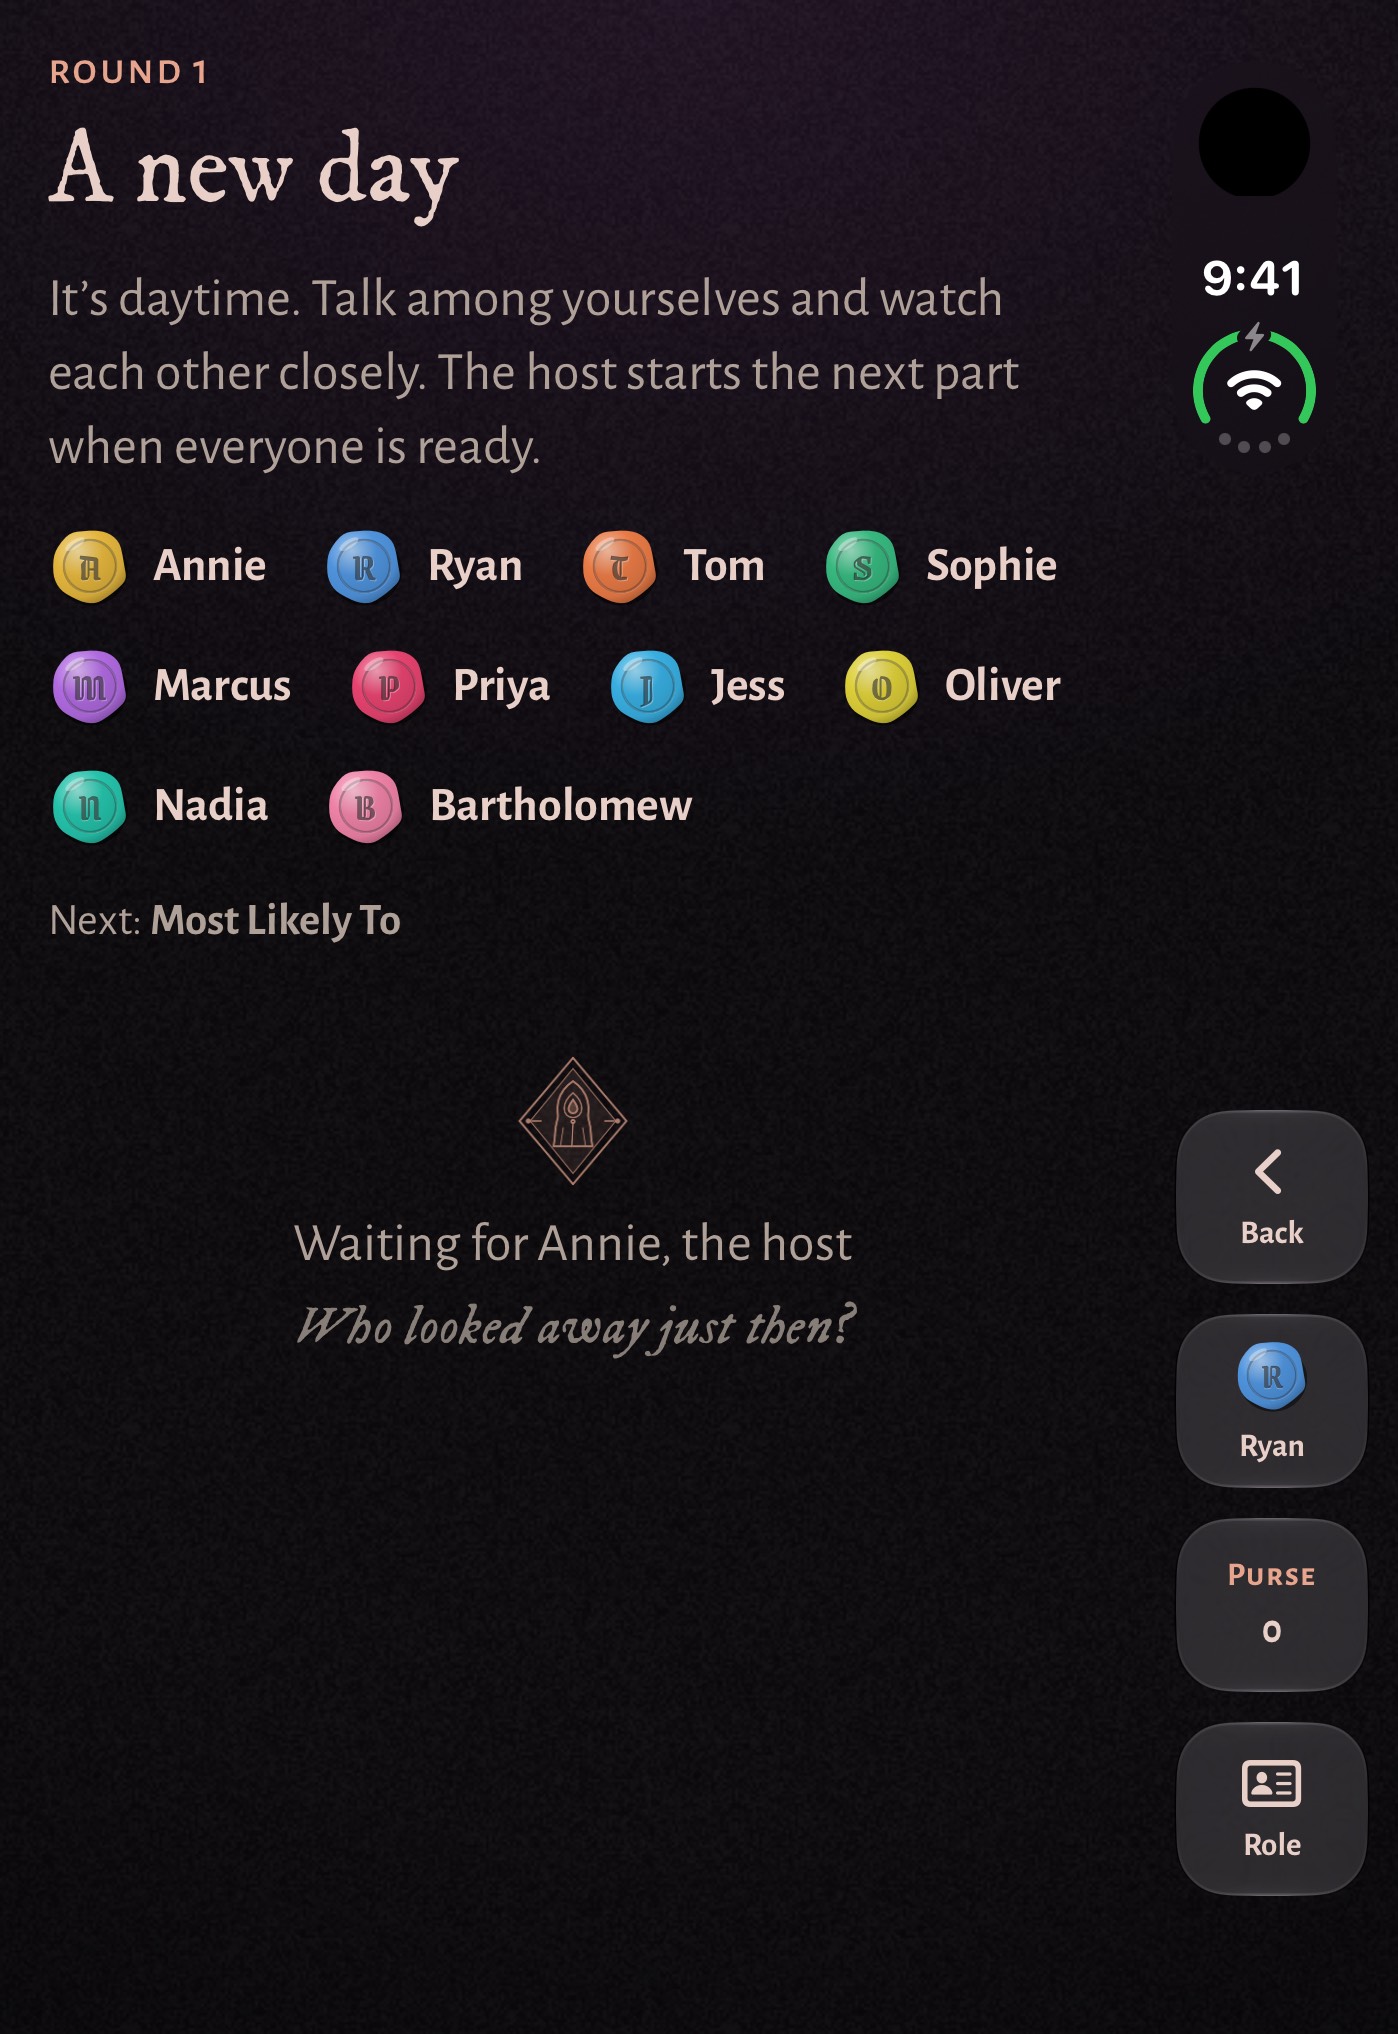 ROUND 1
A new day
9:41
It’s daytime. Talk among yourselves and watch
each other closely. The host starts the next part
when everyone is ready.
A Annie R Ryan T Tom S Sophie
M Marcus P Priya J Jess O Oliver
N Nadia B Bartholomew
Next: Most Likely To
Waiting for Annie, the host
Who looked away just then?
Back
R
Ryan
PURSE
0
Role